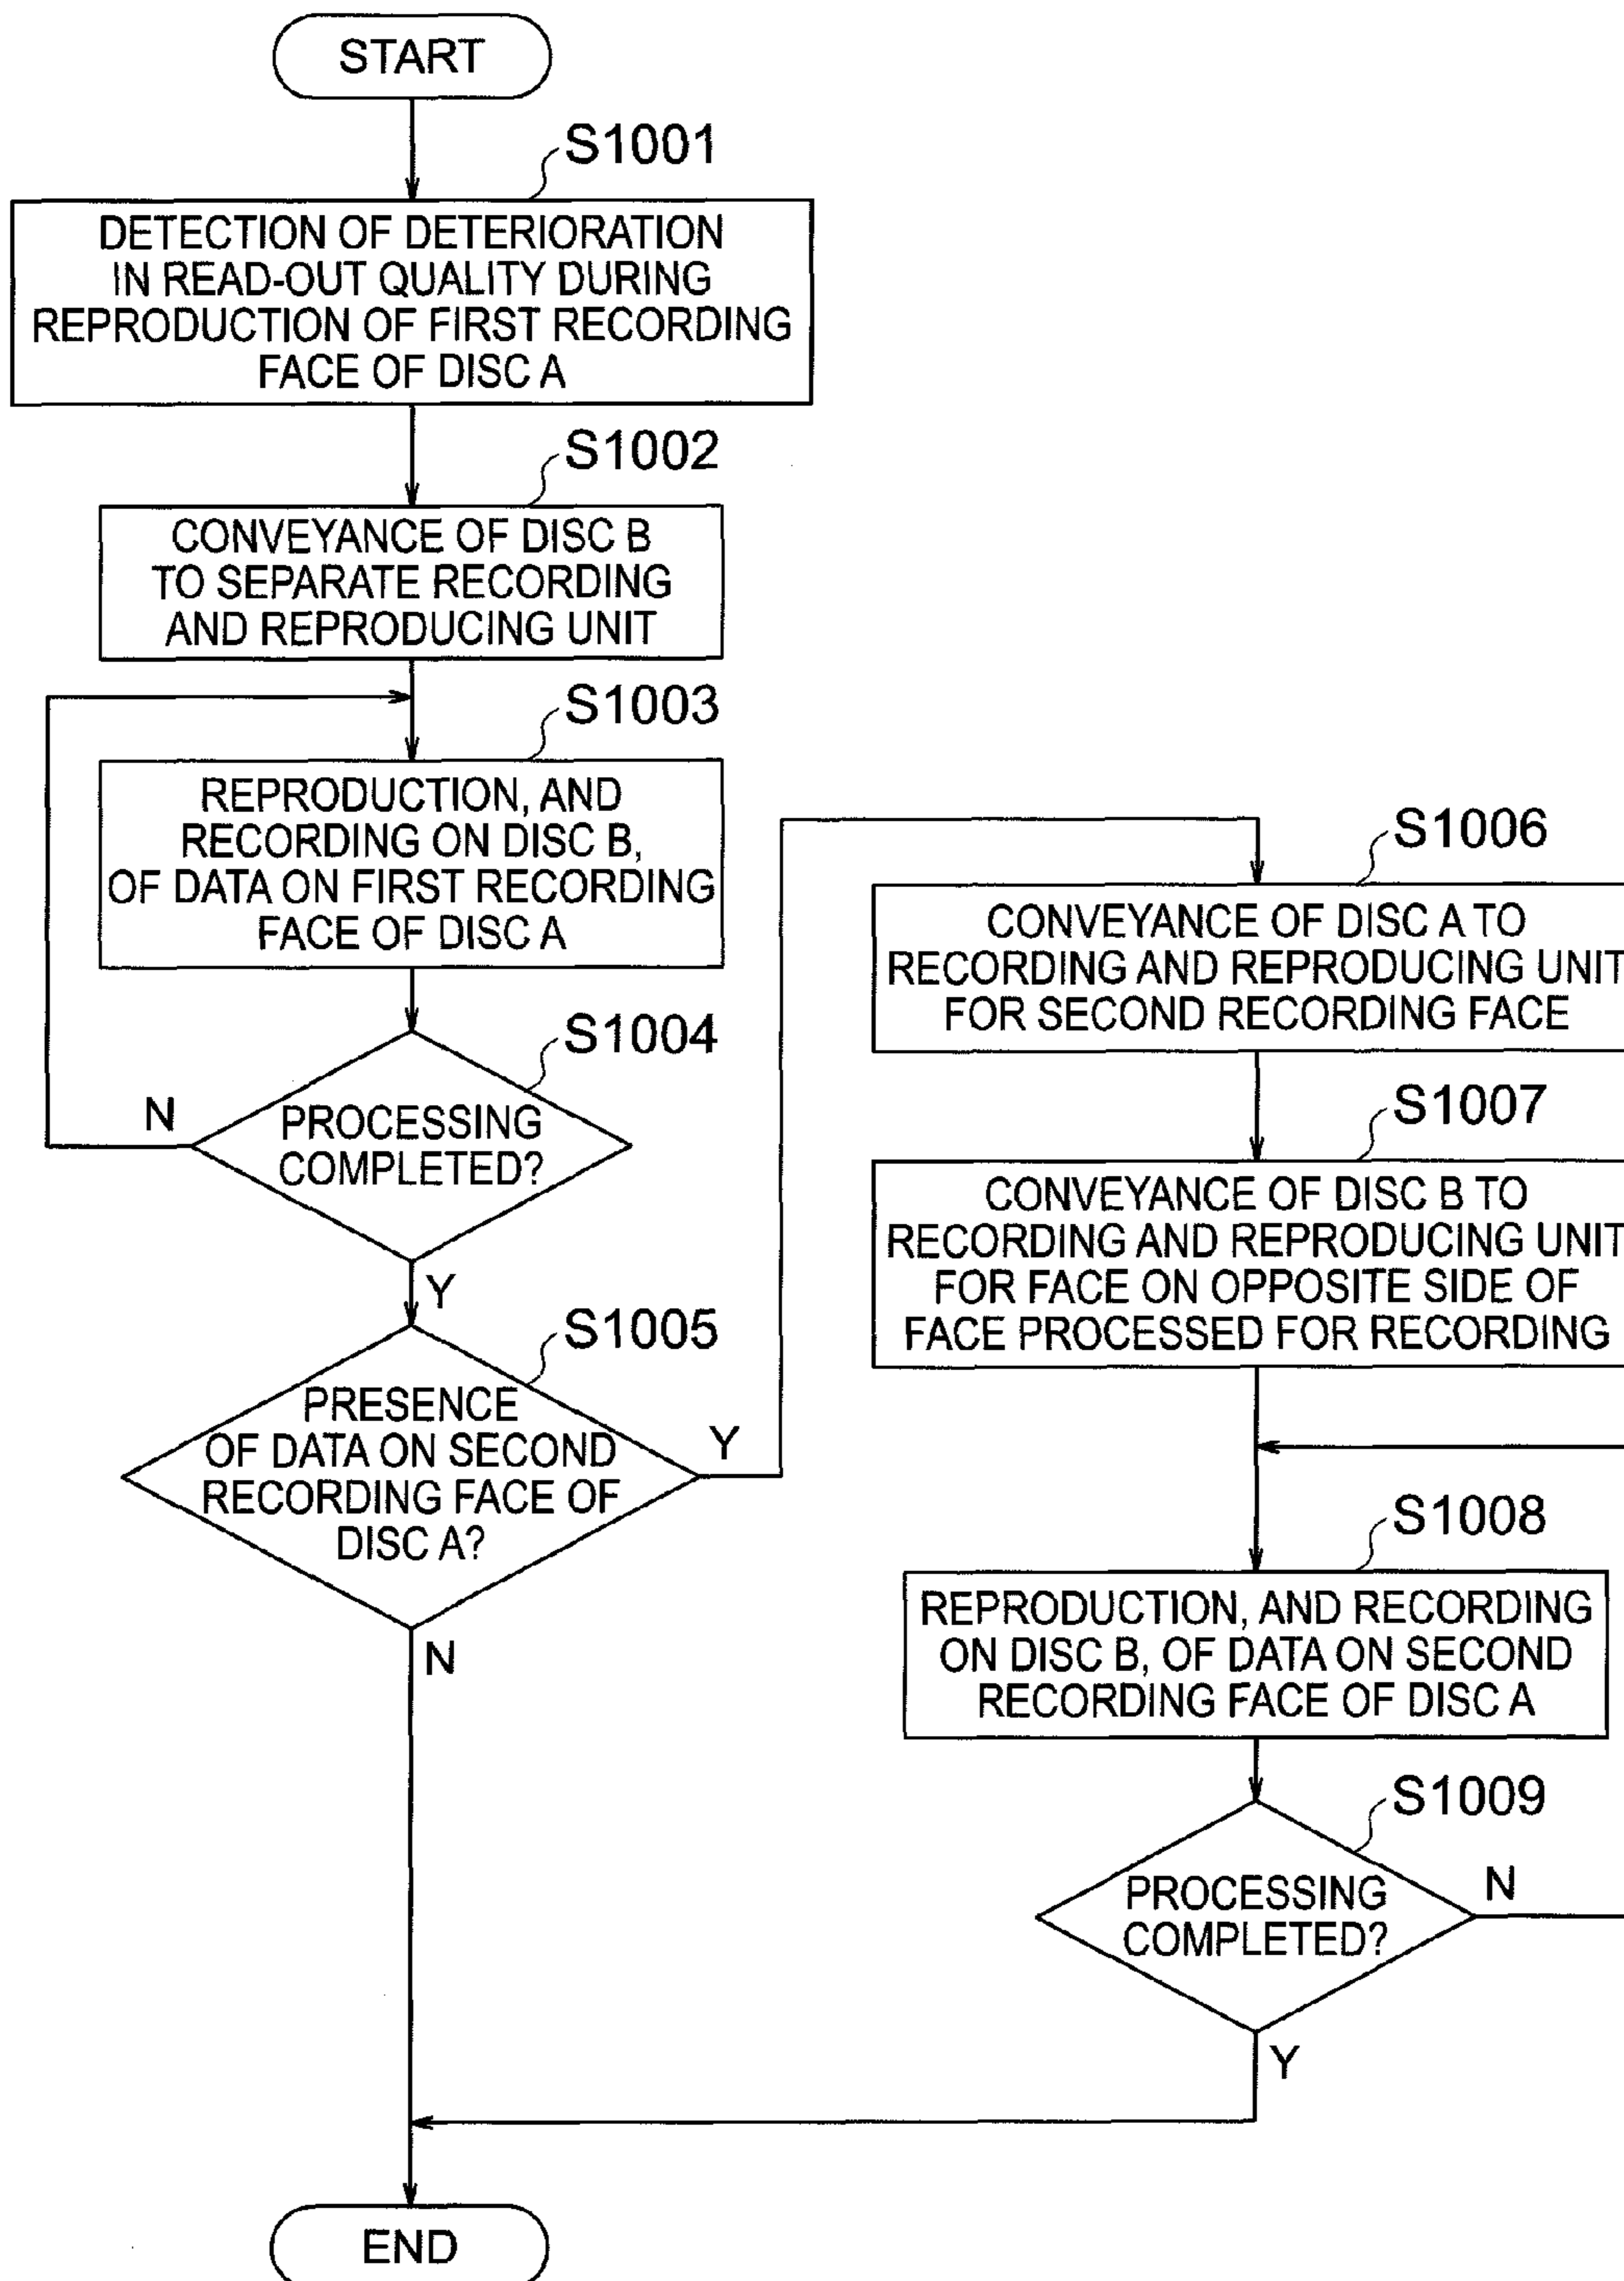 START
S1001
DETECTION OF DETERIORATION
IN READ-OUT QUALITY DURING
REPRODUCTION OF FIRST RECORDING
FACE OF DISC A
S1002
CONVEYANCE OF DISC B
TO SEPARATE RECORDING
AND REPRODUCING UNIT
S1003
REPRODUCTION, AND
RECORDING ON DISC B,
OF DATA ON FIRST RECORDING
FACE OF DISC A
S1004
PROCESSING
COMPLETED?
N
Y
S1005
PRESENCE
OF DATA ON SECOND
RECORDING FACE OF
DISC A?
Y
N
S1006
CONVEYANCE OF DISC A TO
RECORDING AND REPRODUCING UNIT
FOR SECOND RECORDING FACE
S1007
CONVEYANCE OF DISC B TO
RECORDING AND REPRODUCING UNIT
FOR FACE ON OPPOSITE SIDE OF
FACE PROCESSED FOR RECORDING
S1008
REPRODUCTION, AND RECORDING
ON DISC B, OF DATA ON SECOND
RECORDING FACE OF DISC A
S1009
PROCESSING
COMPLETED?
N
Y
END